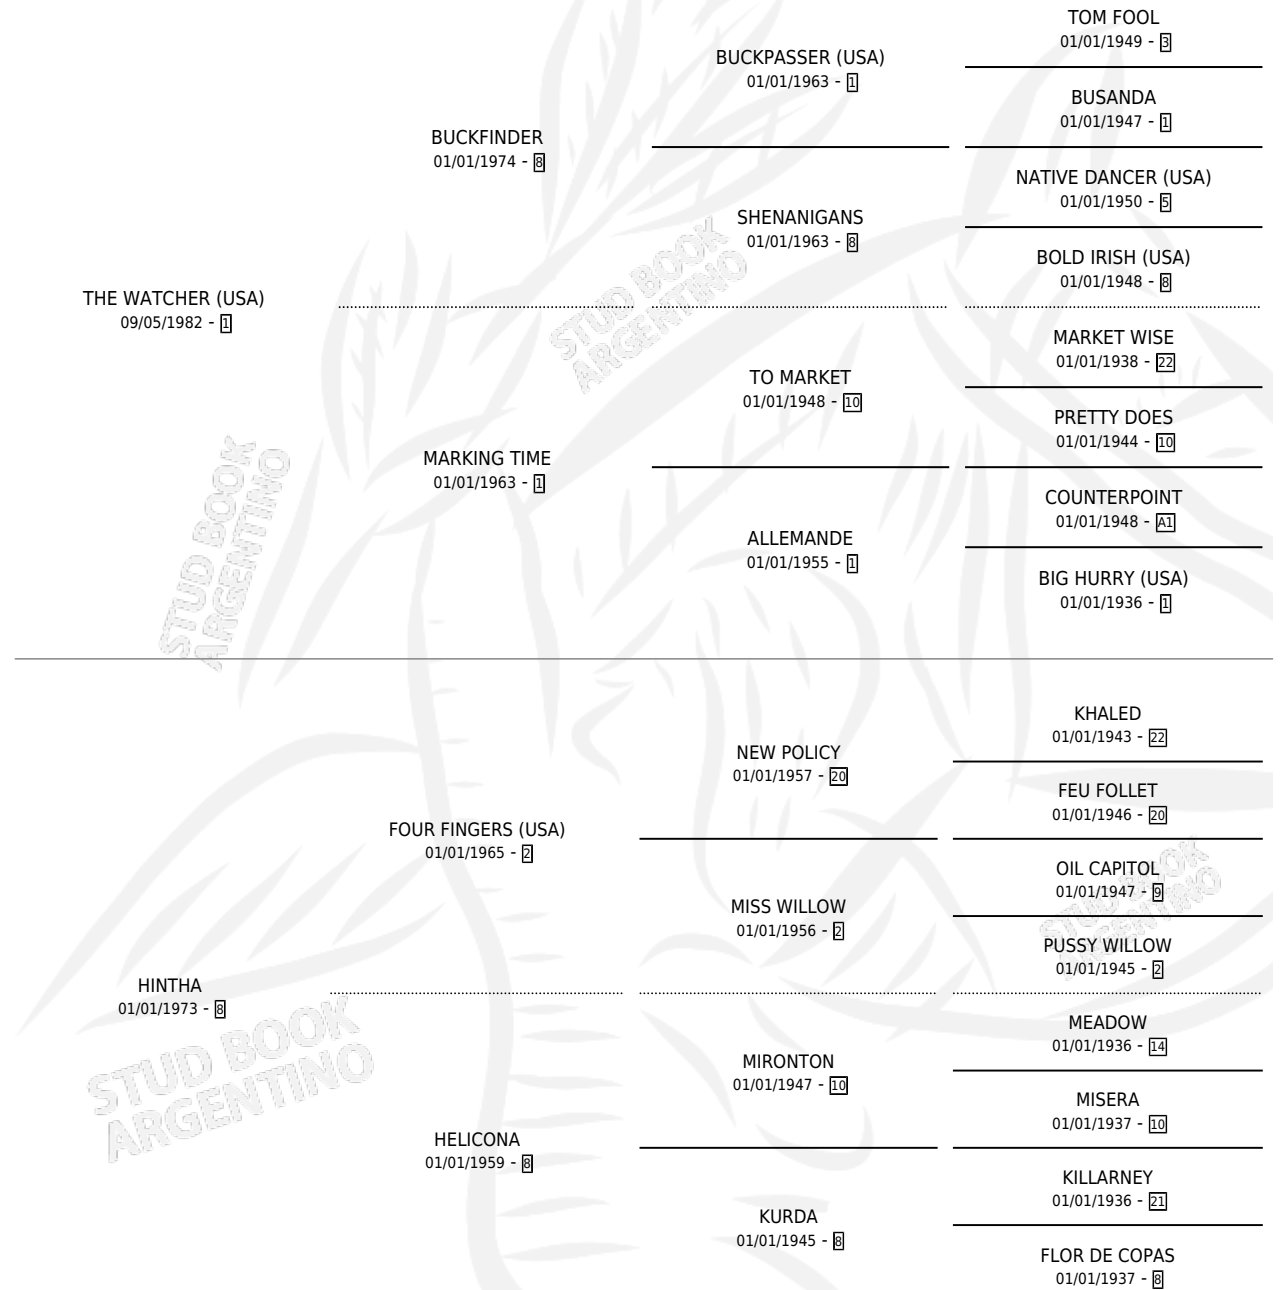 TOM FOOL
01/01/1949 - 3
BUCKPASSER (USA)
01/01/1963 - 1
BUSANDA
01/01/1947 - 1
BUCKFINDER
01/01/1974 - 8
NATIVE DANCER (USA)
01/01/1950 - 5
SHENANIGANS
01/01/1963 - 8
BOLD IRISH (USA)
01/01/1948 - 8
THE WATCHER (USA)
09/05/1982 - 1
MARKET WISE
01/01/1938 - 22
TO MARKET
01/01/1948 - 10
PRETTY DOES
01/01/1944 - 10
MARKING TIME
01/01/1963 - 1
COUNTERPOINT
01/01/1948 - A1
ALLEMANDE
01/01/1955 - 1
BIG HURRY (USA)
01/01/1936 - 1
KHALED
01/01/1943 - 22
NEW POLICY
01/01/1957 - 20
FEU FOLLET
01/01/1946 - 20
FOUR FINGERS (USA)
01/01/1965 - 2
OIL CAPITOL
01/01/1947 - 9
MISS WILLOW
01/01/1956 - 2
PUSSY WILLOW
01/01/1945 - 2
HINTHA
01/01/1973 - 8
MEADOW
01/01/1936 - 14
MIRONTON
01/01/1947 - 10
MISERA
01/01/1937 - 10
HELICONA
01/01/1959 - 8
KILLARNEY
01/01/1936 - 21
KURDA
01/01/1945 - 8
FLOR DE COPAS
01/01/1937 - 8
STUD BOOK
ARGENTINO
STUD BOOK
ARGENTINO
STUD BOOK
ARGENTINO
STUD BOOK
ARGENTINO